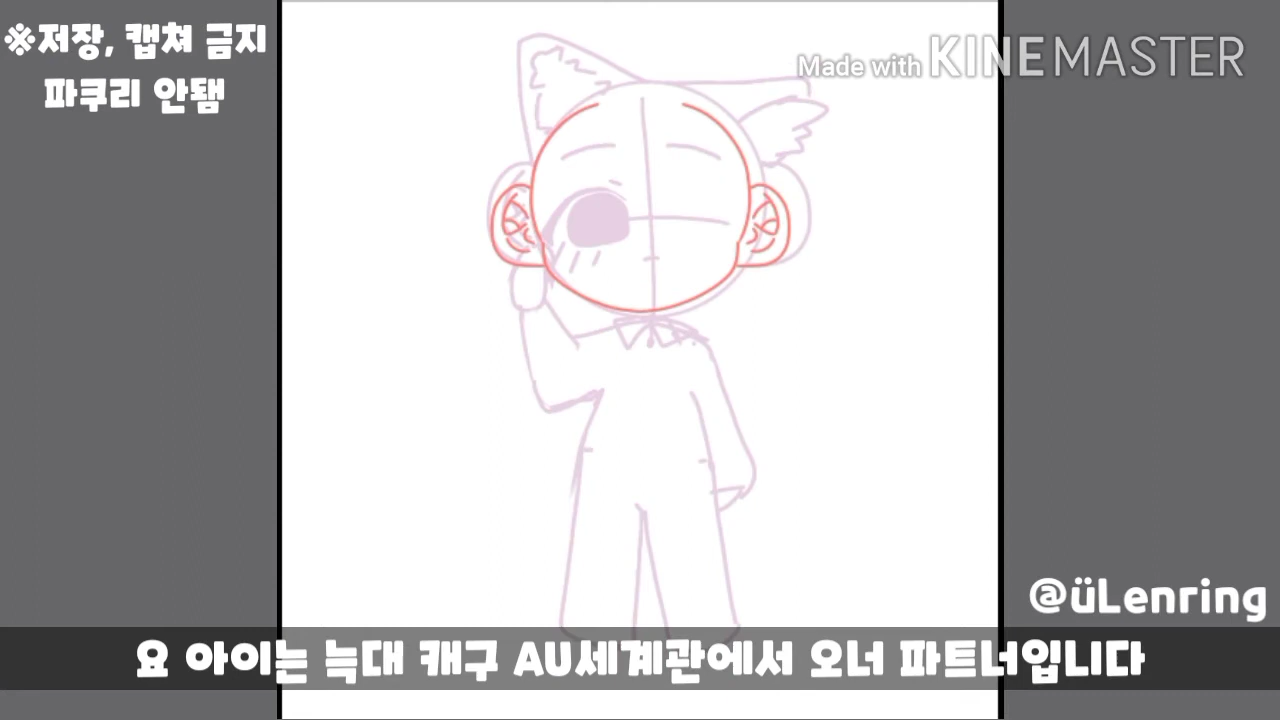 ※저장, 캡쳐 금지
파쿠리 안됌
Made with KINEMASTER
@üLenring
요 아이는 늑대 캐구 AU세계관에서 오너 파트너입니다